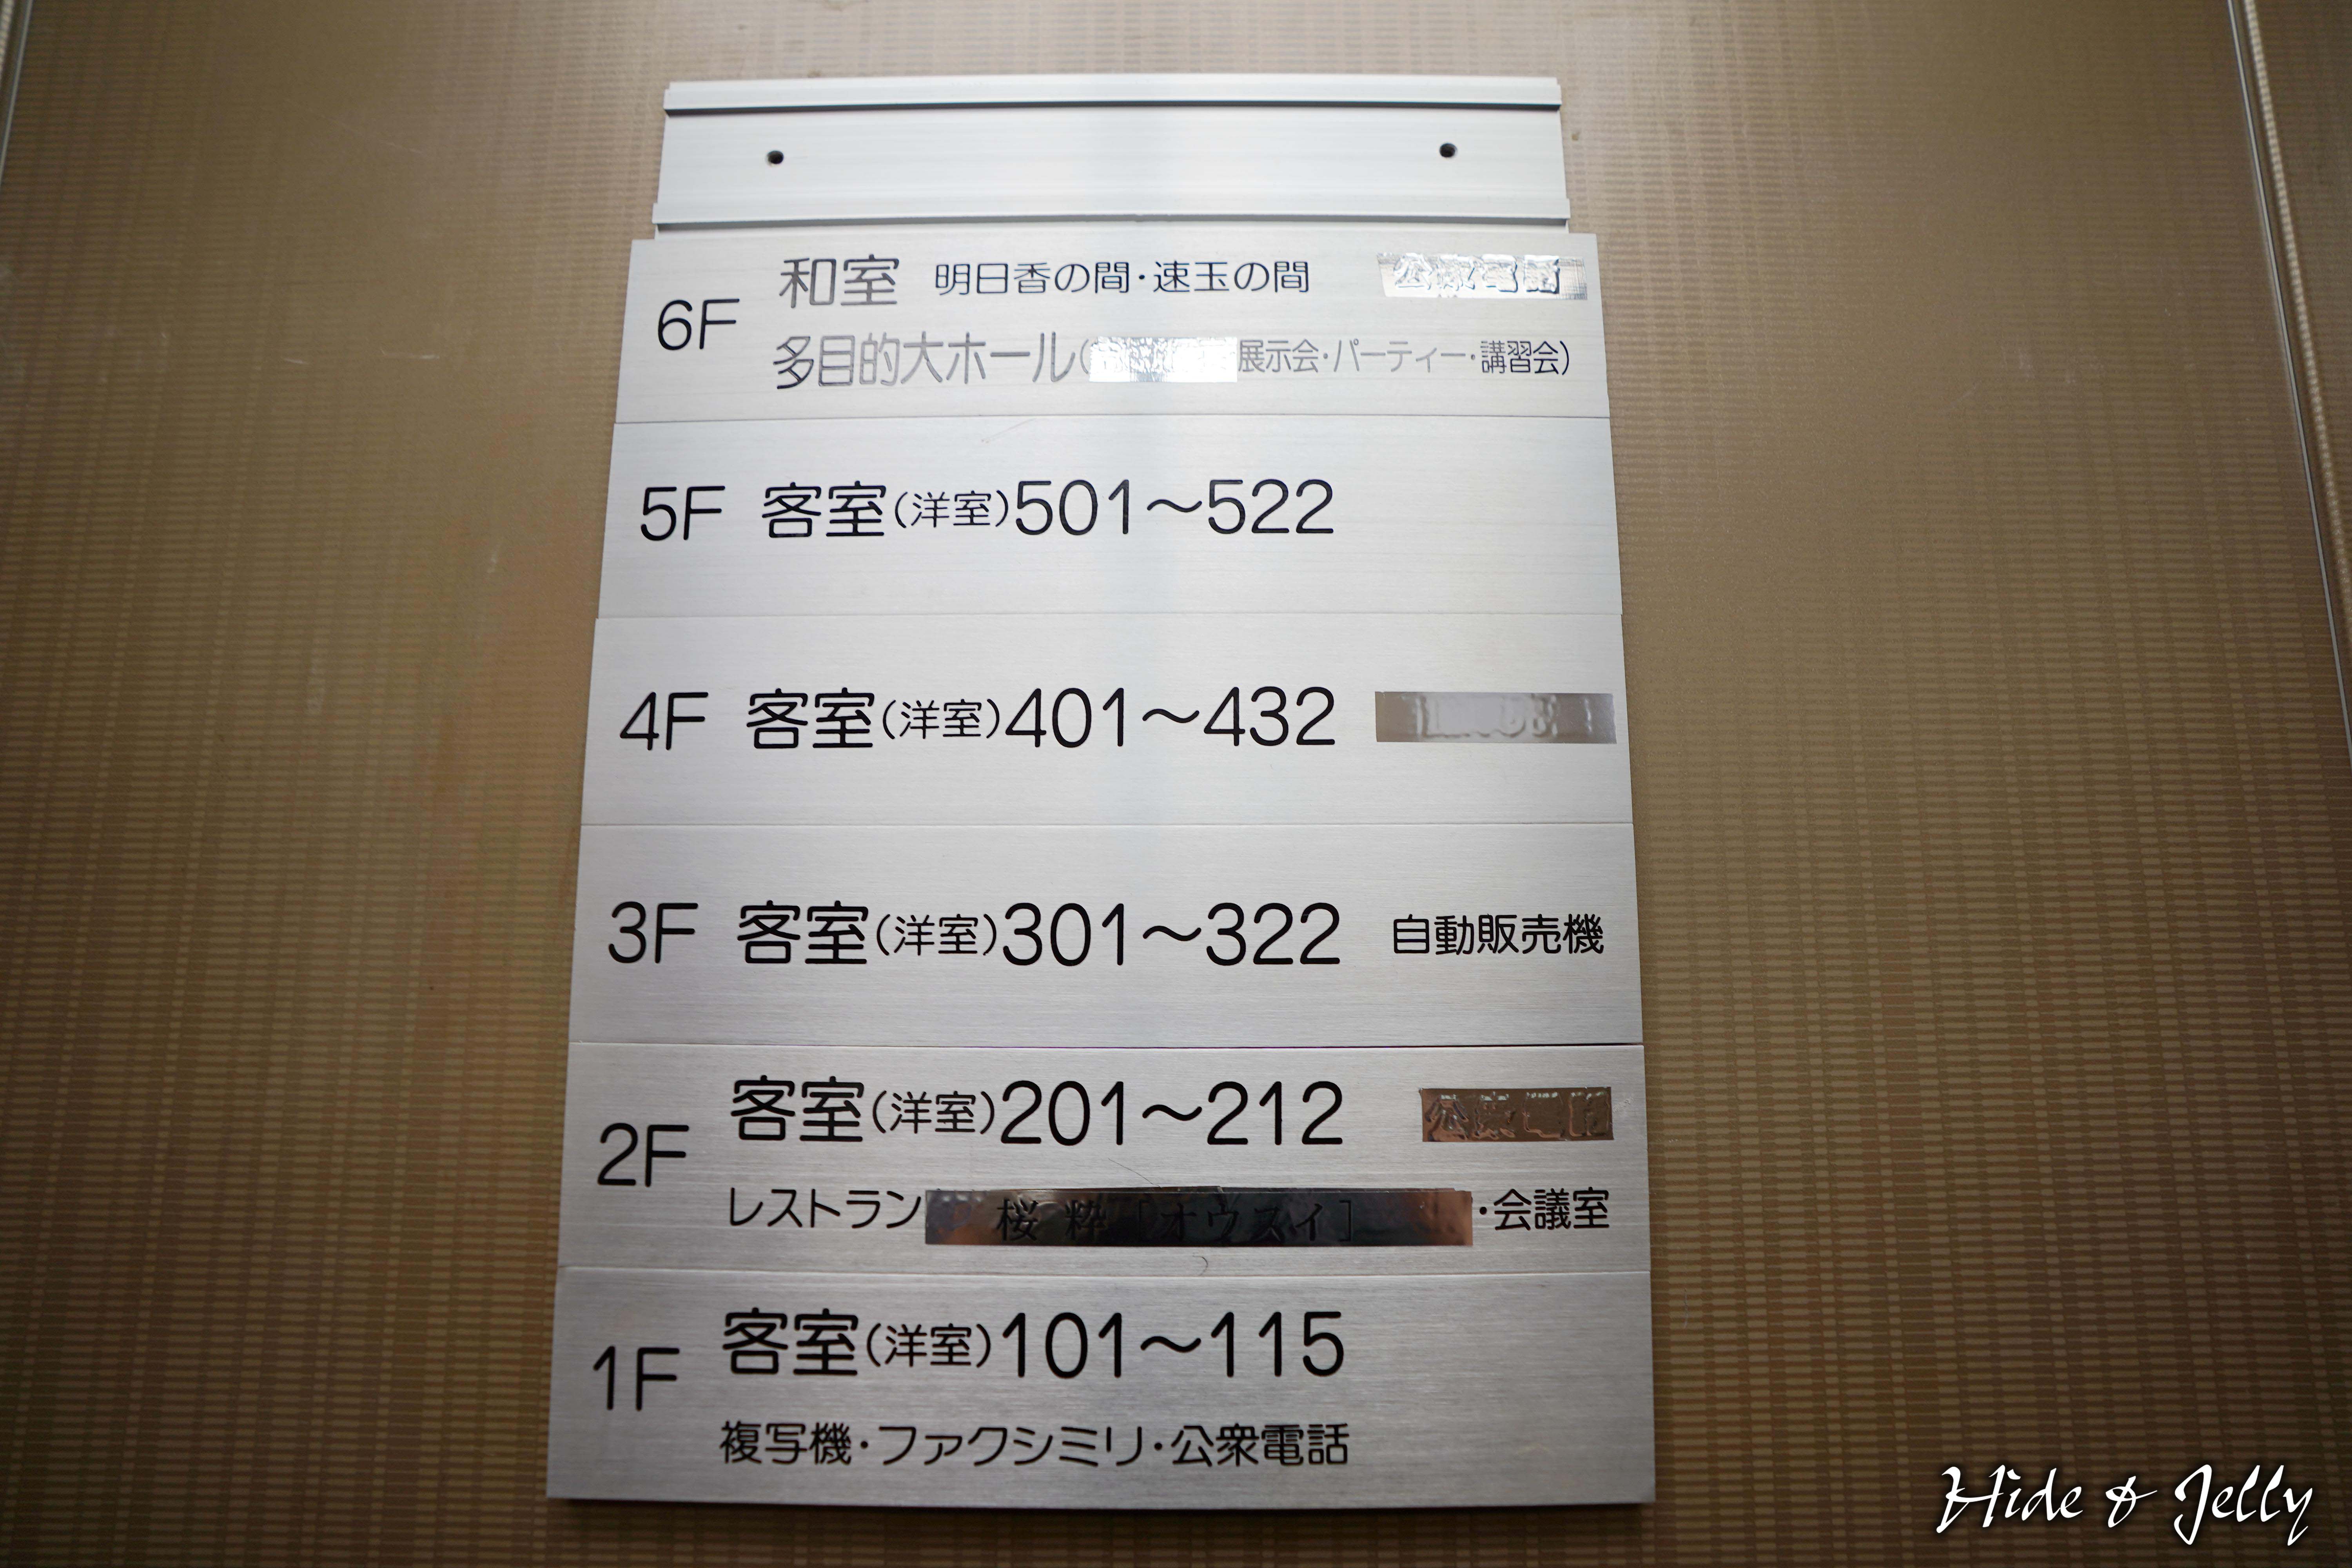 6F 和室 明日香の間・速玉の間
多目的大ホール( 展示会・パーティー・講習会)
5F 客室(洋室)501～522
4F 客室(洋室)401～432
3F 客室(洋室)301～322 自動販売機
2F 客室(洋室)201～212
レストラン 桜粋[オウスイ]・会議室
1F 客室(洋室)101～115
複写機・ファクシミリ・公衆電話
Hide & Jelly